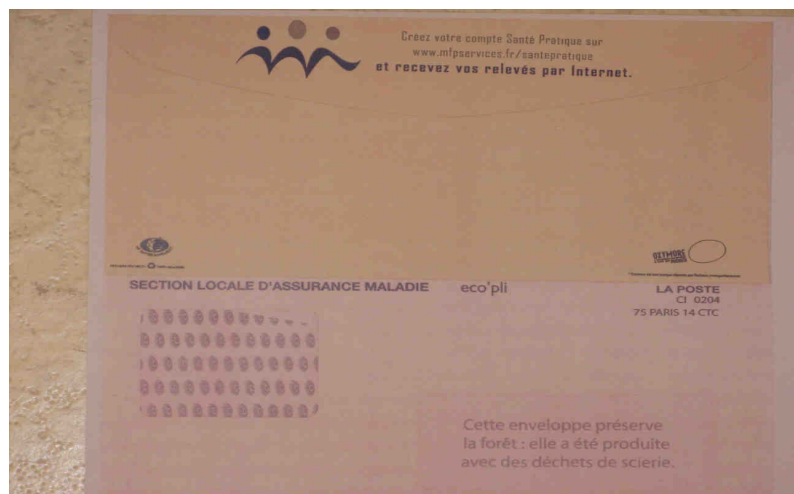 Créez votre compte Santé Pratique sur
www.mfpservices.fr/santepratique
et recevez vos relevés par Internet.
SECTION LOCALE D'ASSURANCE MALADIE
eco'pli
LA POSTE
CI 0204
75 PARIS 14 CTC
Cette enveloppe préserve
la forêt : elle a été produite
avec des déchets de scierie.